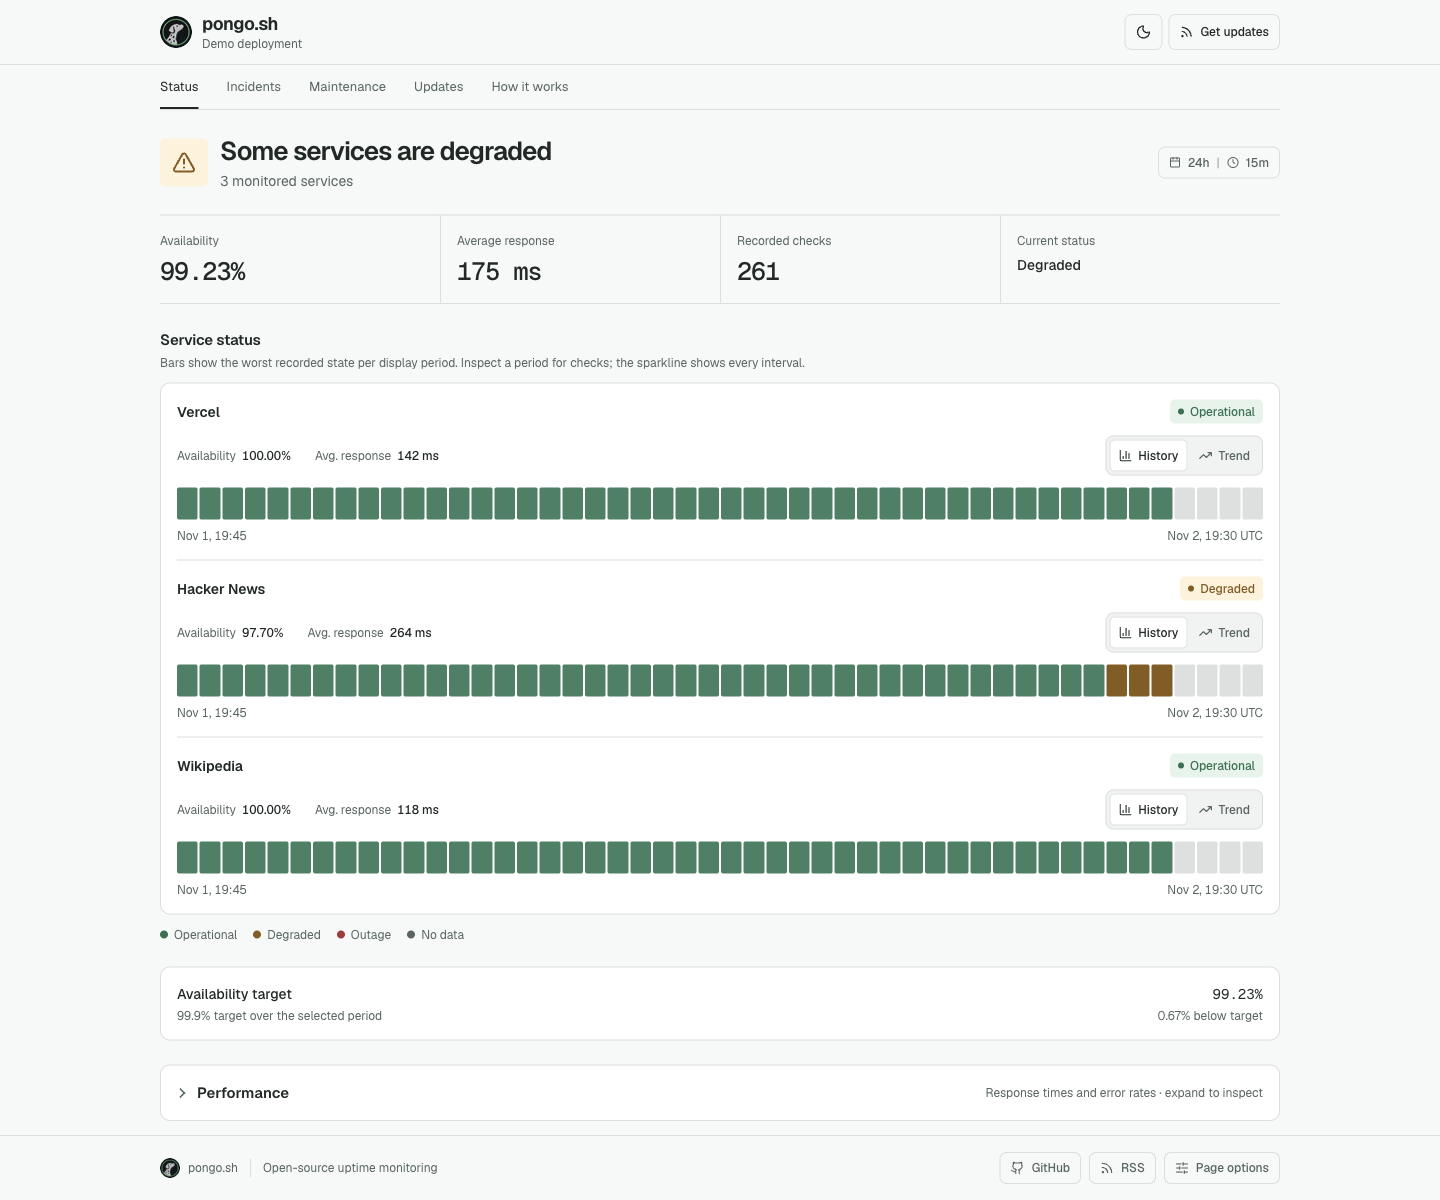 pongo.sh
Demo deployment
Get updates
Status Incidents Maintenance Updates How it works
Some services are degraded
3 monitored services
24h | 15m
Availability
99.23%
Average response
175 ms
Recorded checks
261
Current status
Degraded
Service status
Bars show the worst recorded state per display period. Inspect a period for checks; the sparkline shows every interval.
Vercel
Operational
Availability 100.00% Avg. response 142 ms
History Trend
Nov 1, 19:45
Nov 2, 19:30 UTC
Hacker News
Degraded
Availability 97.70% Avg. response 264 ms
History Trend
Nov 1, 19:45
Nov 2, 19:30 UTC
Wikipedia
Operational
Availability 100.00% Avg. response 118 ms
History Trend
Nov 1, 19:45
Nov 2, 19:30 UTC
Operational Degraded Outage No data
Availability target
99.9% target over the selected period
99.23%
0.67% below target
Performance
Response times and error rates · expand to inspect
pongo.sh
Open-source uptime monitoring
GitHub RSS Page options